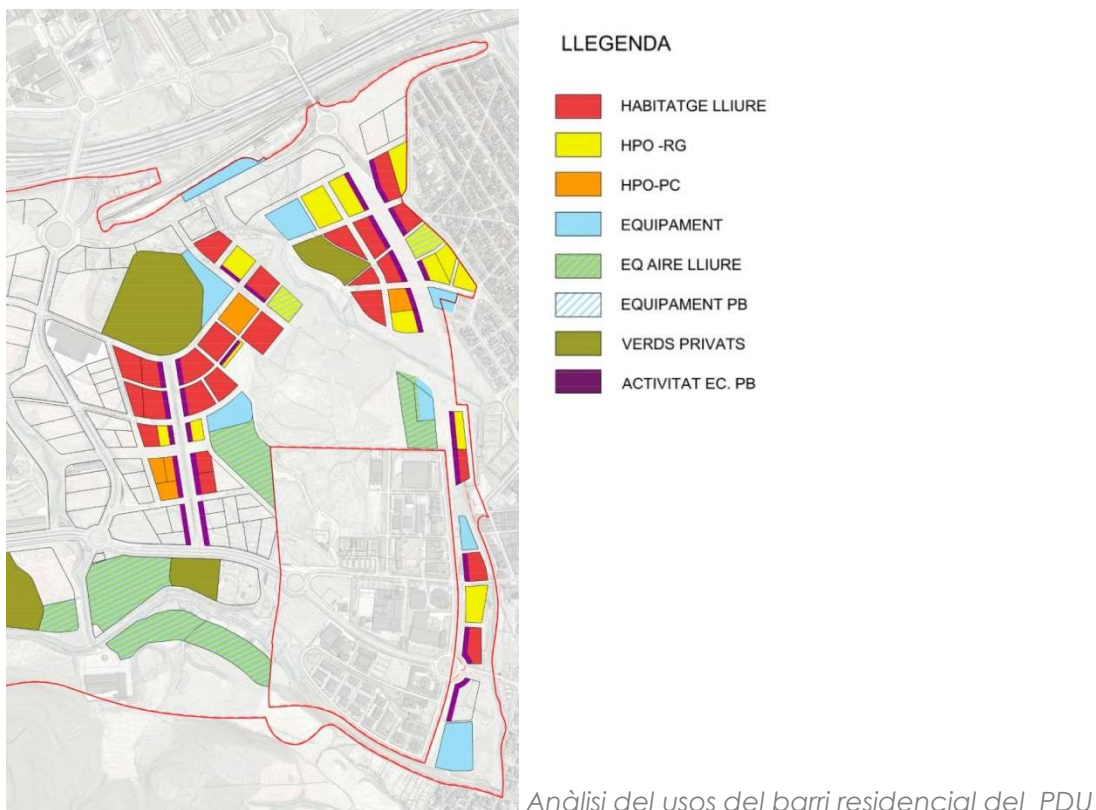 LLEGENDA
HABITATGE LLIURE
HPO -RG
HPO-PC
EQUIPAMENT
EQ AIRE LLIURE
EQUIPAMENT PB
VERDS PRIVATS
ACTIVITAT EC. PB
Anàlisi del usos del barri residencial del PDU